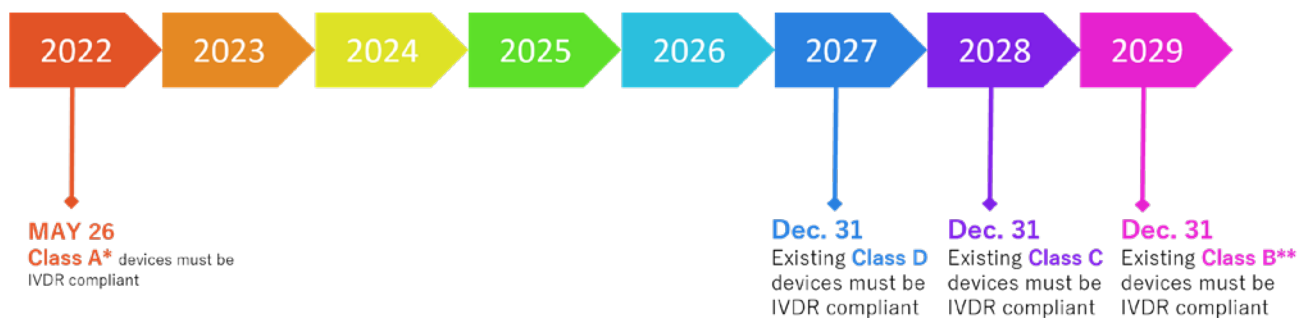 2022 2023 2024 2025 2026 2027 2028 2029
MAY 26
Class A* devices must be
IVDR compliant
Dec. 31
Existing Class D
devices must be
IVDR compliant
Dec. 31
Existing Class C
devices must be
IVDR compliant
Dec. 31
Existing Class B**
devices must be
IVDR compliant